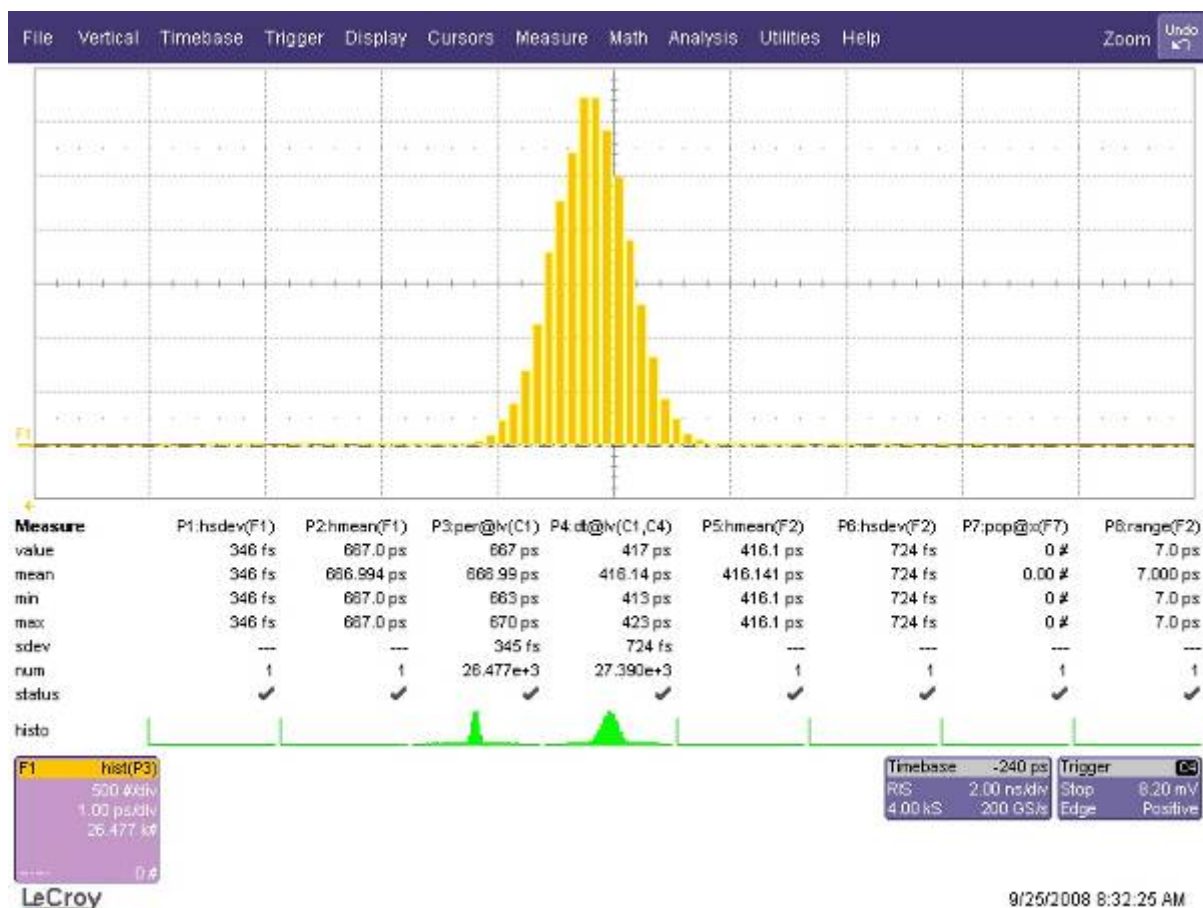 File Vertical Timebase Trigger Display Cursors Measure Math Analysis Utilities Help Zoom Undo
F1
Measure P1:hsdev(F1) P2:hmean(F1) P3:per@lv(C1) P4:dt@lv(C1,C4) P5:hmean(F2) P6:hsdev(F2) P7:pop@x(F7) P8:range(F2)
value 346 fs 667.0 ps 667 ps 417 ps 416.1 ps 724 fs 0 # 7.0 ps
mean 346 fs 666.994 ps 666.99 ps 416.14 ps 416.141 ps 724 fs 0.00 # 7.000 ps
min 346 fs 667.0 ps 663 ps 413 ps 416.1 ps 724 fs 0 # 7.0 ps
max 346 fs 667.0 ps 670 ps 423 ps 416.1 ps 724 fs 0 # 7.0 ps
sdev --- --- 345 fs 724 fs --- --- --- ---
num 1 1 26.477e+3 27.390e+3 1 1 1 1
status
histo
F1 hist(P3)
500 #/div
1.00 ps/div
26.477 k#
---- 0 #
Timebase -240 ps
RIS 2.00 ns/div
4.00 kS 200 GS/s
Trigger C4
Stop 8.20 mV
Edge Positive
LeCroy
9/25/2008 8:32:25 AM